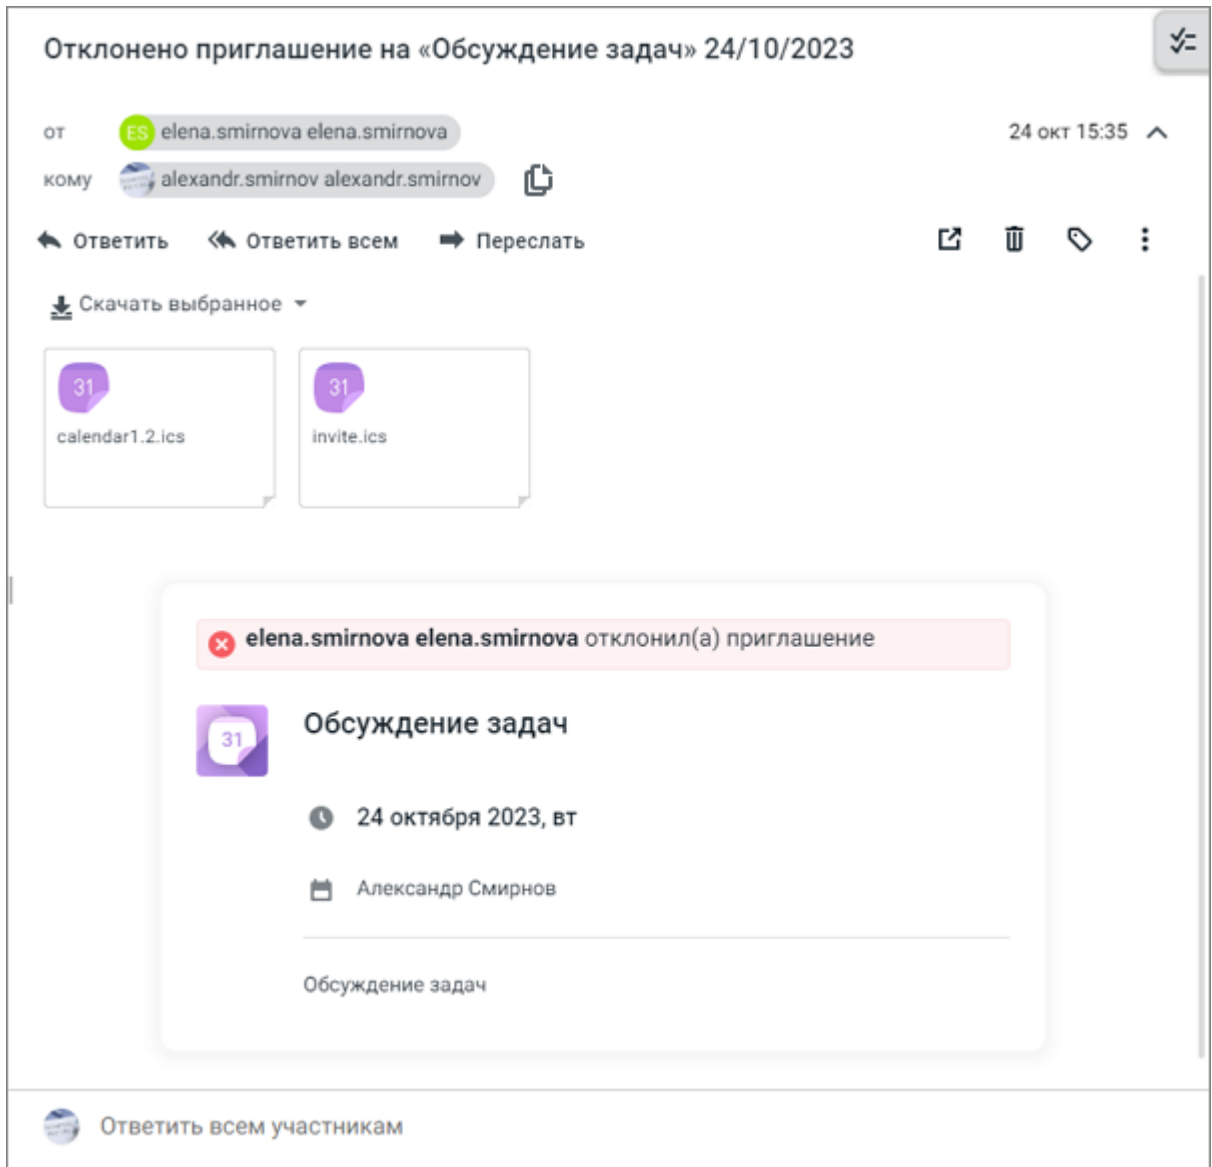 Отклонено приглашение на «Обсуждение задач» 24/10/2023
от ES elena.smirnova elena.smirnova 24 окт 15:35
кому alexandr.smirnov alexandr.smirnov
Ответить Ответить всем Переслать
Скачать выбранное
31 31
calendar1.2.ics invite.ics
elena.smirnova elena.smirnova отклонил(а) приглашение
31 Обсуждение задач
24 октября 2023, вт
Александр Смирнов
Обсуждение задач
Ответить всем участникам